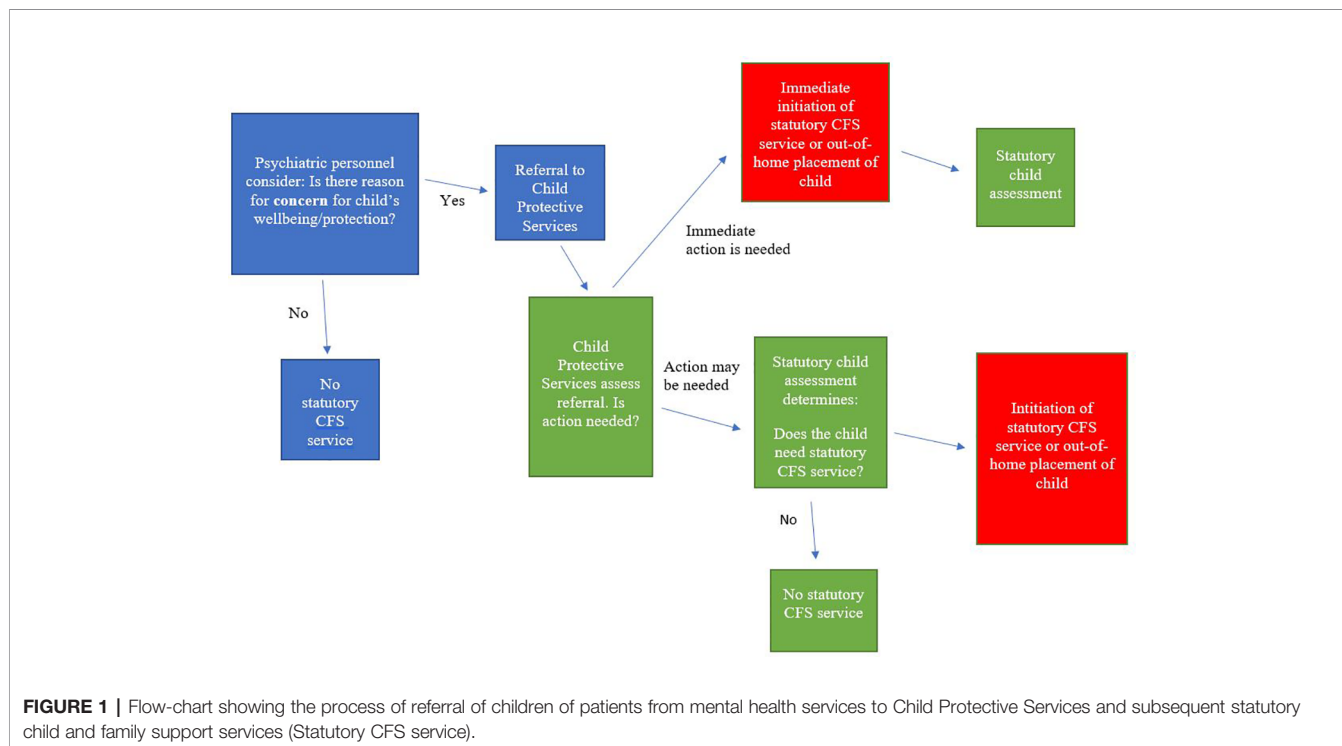 Psychiatric personnel
consider: Is there reason
for concern for child's
wellbeing/protection?
Yes
No
No
statutory
CFS
service
Referral to
Child
Protective
Services
Child
Protective
Services assess
referral. Is
action needed?
Immediate
action is needed
Immediate
initiation of
statutory CFS
service or out-of-
home placement of
child
Statutory
child
assessment
Action may
be needed
Statutory child
assessment
determines:
Does the child
need statutory
CFS service?
No
No statutory
CFS service
Intitiation of
statutory CFS
service or out-of-
home placement of
child
FIGURE 1 | Flow-chart showing the process of referral of children of patients from mental health services to Child Protective Services and subsequent statutory
child and family support services (Statutory CFS service).